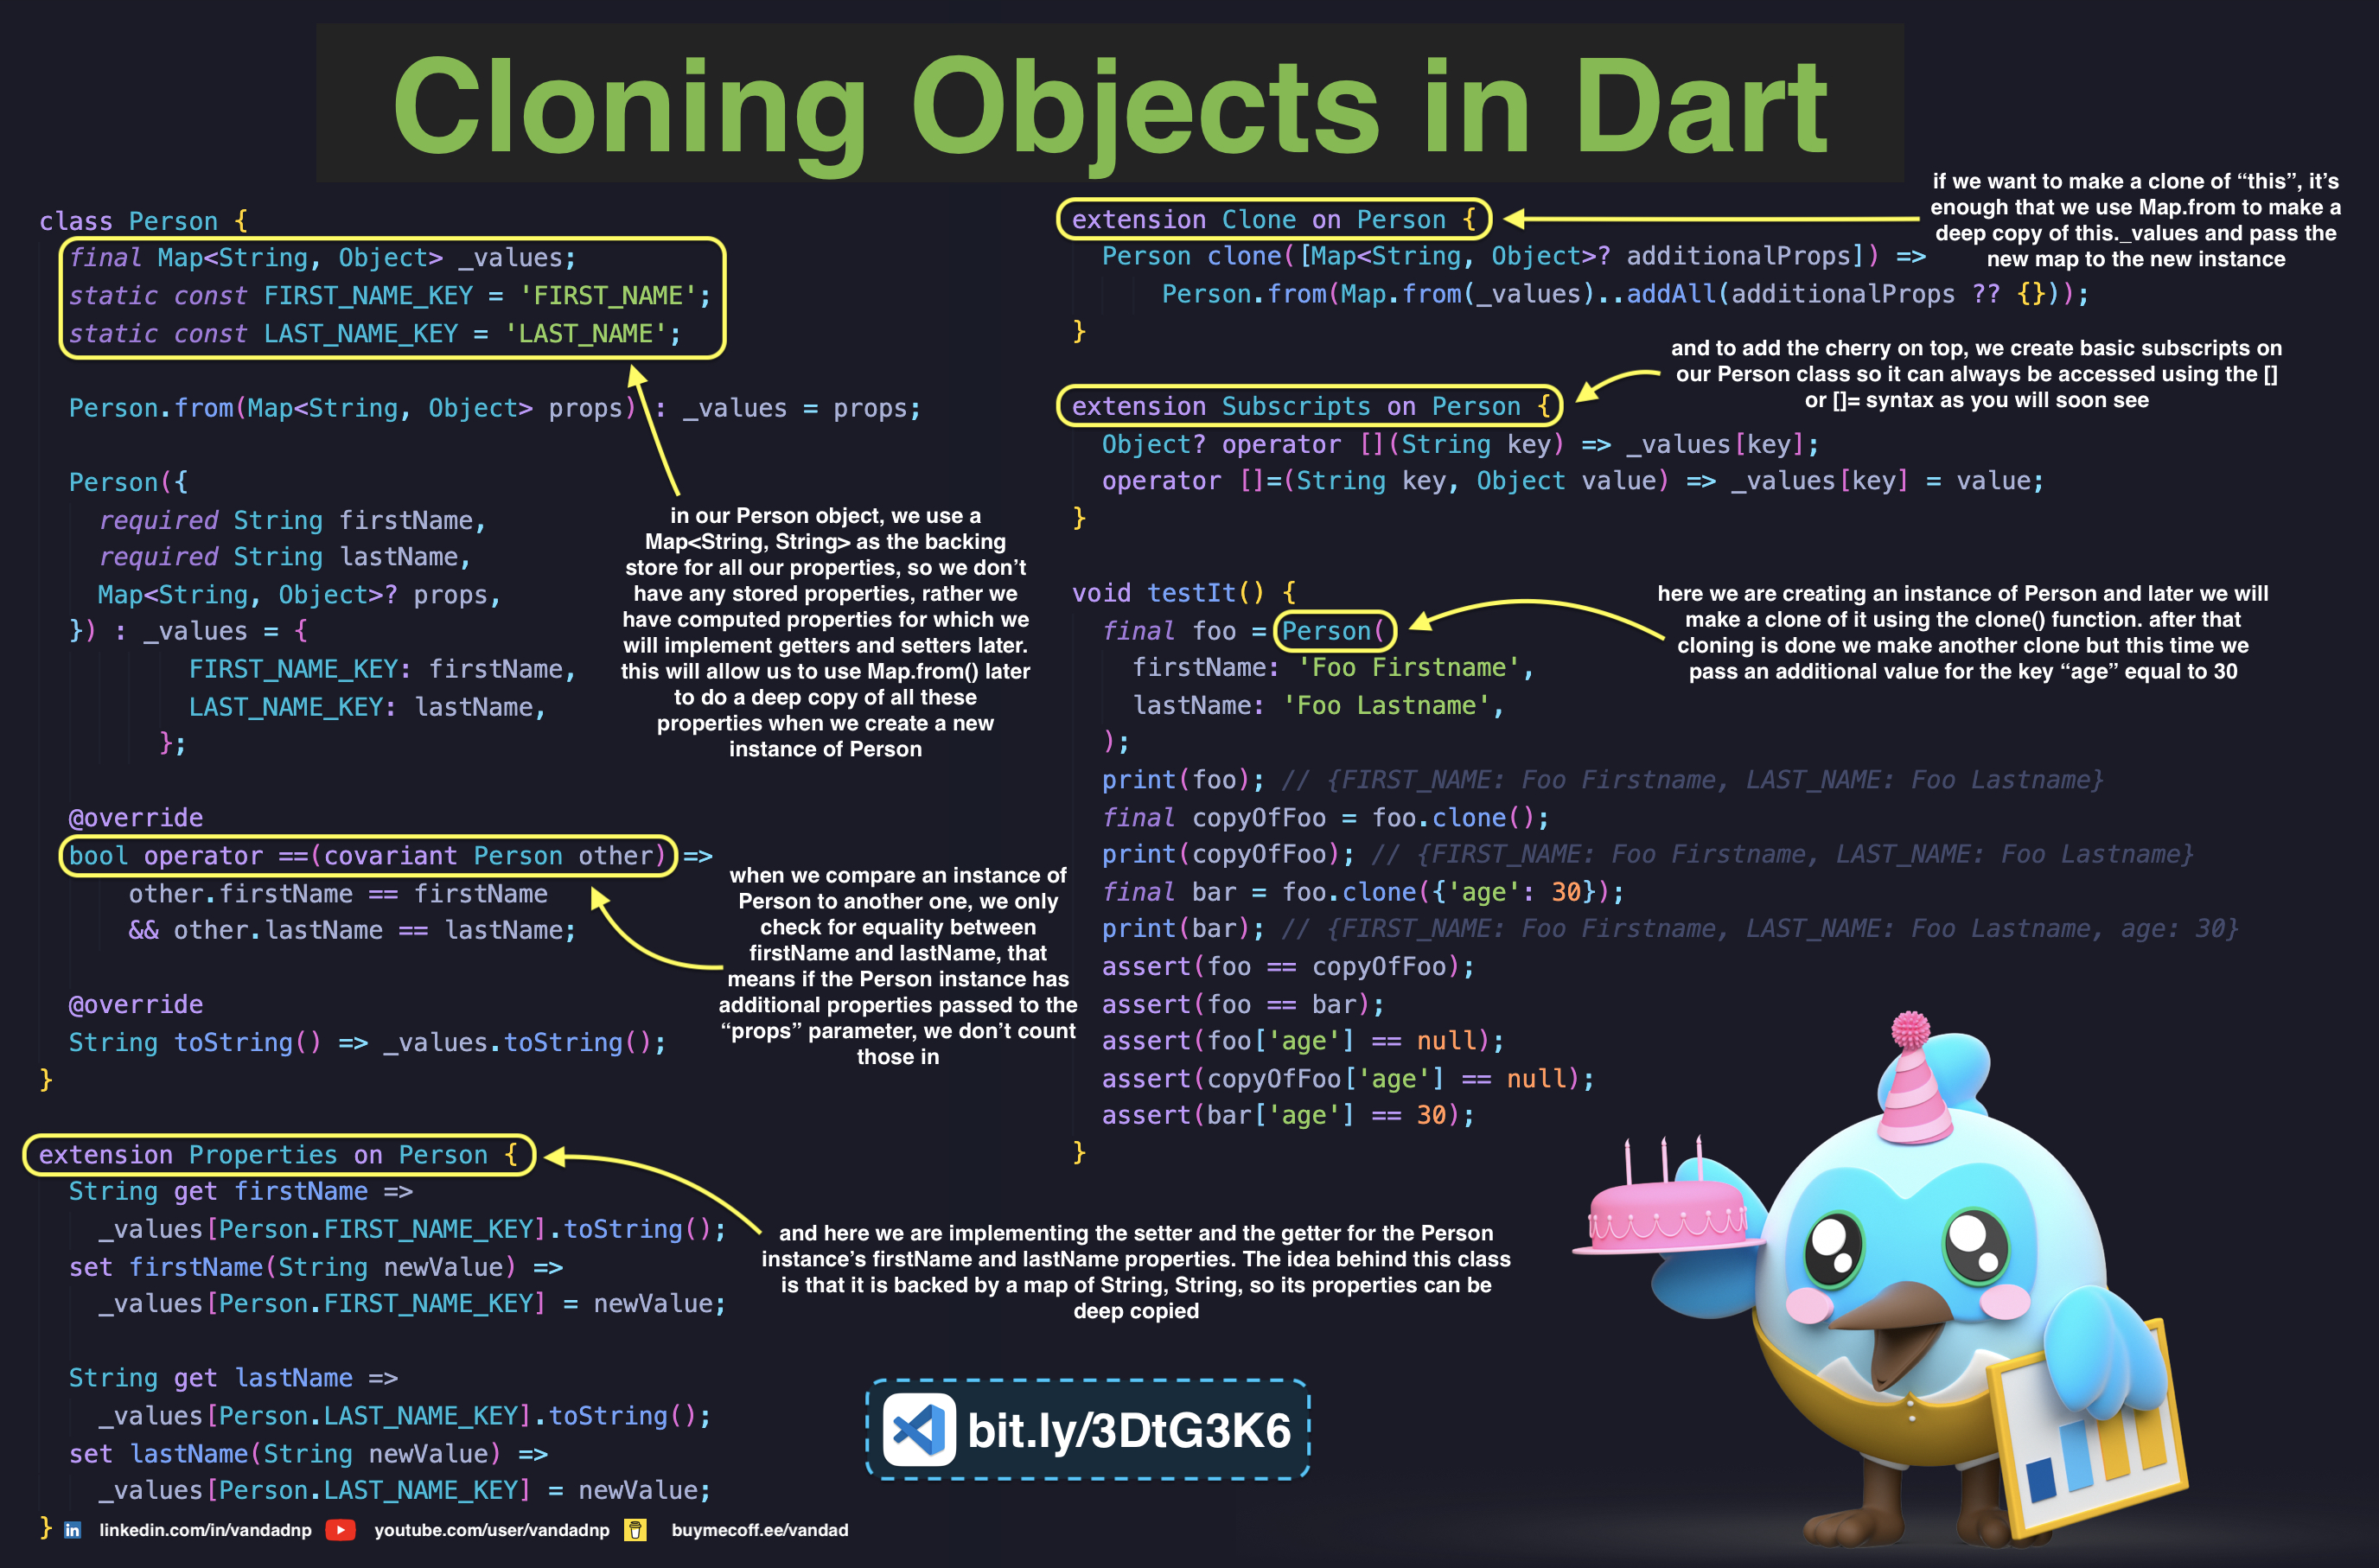 Cloning Objects in Dart
class Person {
final Map<String, Object> _values;
static const FIRST_NAME_KEY = 'FIRST_NAME';
static const LAST_NAME_KEY = 'LAST_NAME';
Person.from(Map<String, Object> props) : _values = props;
Person({
required String firstName,
required String lastName,
Map<String, Object>? props,
}) : _values = {
FIRST_NAME_KEY: firstName,
LAST_NAME_KEY: lastName,
};
in our Person object, we use a
Map<String, String> as the backing
store for all our properties, so we don’t
have any stored properties, rather we
have computed properties for which we
will implement getters and setters later.
this will allow us to use Map.from() later
to do a deep copy of all these
properties when we create a new
instance of Person
@override
bool operator ==(covariant Person other) =>
other.firstName == firstName
&& other.lastName == lastName;
when we compare an instance of
Person to another one, we only
check for equality between
firstName and lastName, that
means if the Person instance has
additional properties passed to the
“props” parameter, we don’t count
those in
@override
String toString() => _values.toString();
}
extension Properties on Person {
String get firstName =>
_values[Person.FIRST_NAME_KEY].toString();
set firstName(String newValue) =>
_values[Person.FIRST_NAME_KEY] = newValue;
String get lastName =>
_values[Person.LAST_NAME_KEY].toString();
set lastName(String newValue) =>
_values[Person.LAST_NAME_KEY] = newValue;
}
and here we are implementing the setter and the getter for the Person
instance’s firstName and lastName properties. The idea behind this class
is that it is backed by a map of String, String, so its properties can be
deep copied
extension Clone on Person {
Person clone([Map<String, Object>? additionalProps]) =>
Person.from(Map.from(_values)..addAll(additionalProps ?? {}));
}
if we want to make a clone of “this”, it’s
enough that we use Map.from to make a
deep copy of this._values and pass the
new map to the new instance
extension Subscripts on Person {
Object? operator [](String key) => _values[key];
operator []=(String key, Object value) => _values[key] = value;
}
and to add the cherry on top, we create basic subscripts on
our Person class so it can always be accessed using the []
or []= syntax as you will soon see
void testIt() {
final foo = Person(
firstName: 'Foo Firstname',
lastName: 'Foo Lastname',
);
here we are creating an instance of Person and later we will
make a clone of it using the clone() function. after that
cloning is done we make another clone but this time we
pass an additional value for the key “age” equal to 30
print(foo); // {FIRST_NAME: Foo Firstname, LAST_NAME: Foo Lastname}
final copyOfFoo = foo.clone();
print(copyOfFoo); // {FIRST_NAME: Foo Firstname, LAST_NAME: Foo Lastname}
final bar = foo.clone({'age': 30});
print(bar); // {FIRST_NAME: Foo Firstname, LAST_NAME: Foo Lastname, age: 30}
assert(foo == copyOfFoo);
assert(foo == bar);
assert(foo['age'] == null);
assert(copyOfFoo['age'] == null);
assert(bar['age'] == 30);
}
bit.ly/3DtG3K6
in linkedin.com/in/vandadnp youtube.com/user/vandadnp buymecoff.ee/vandad